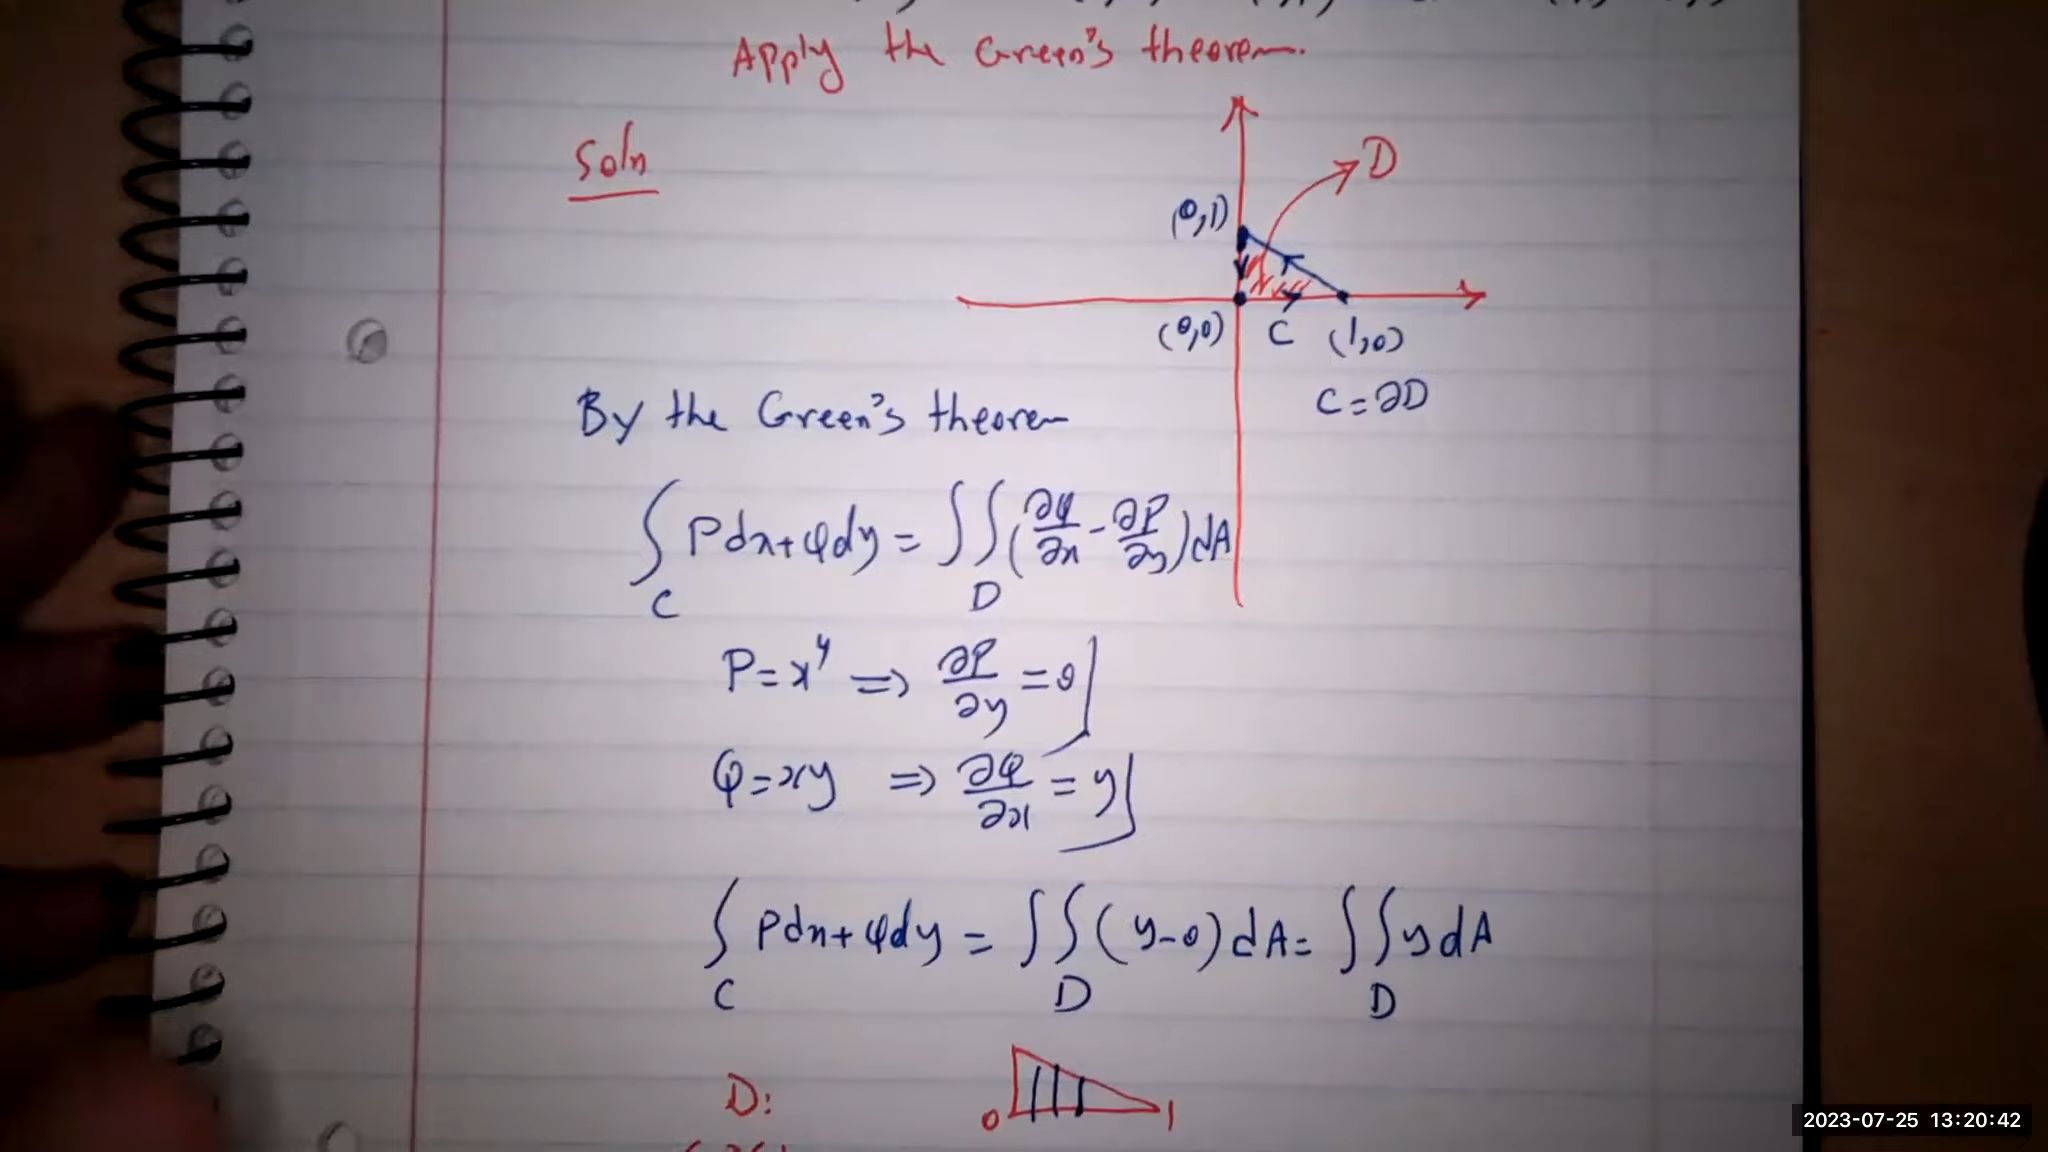 Apply the Green's theorem.
Soln
D
(0,1)
(0,0) C (1,0)
C = ∂D
By the Green's theorem
∫_C Pdx + Qdy = ∫∫_D (∂Q/∂x - ∂P/∂y) dA
P = x⁴ => ∂P/∂y = 0
Q = xy => ∂Q/∂x = y
∫_C Pdx + Qdy = ∫∫_D (y-0) dA = ∫∫_D y dA
D:
0 1
2023-07-25 13:20:42